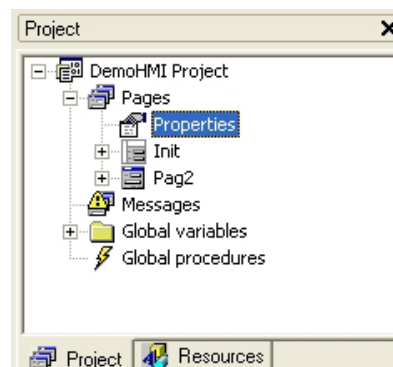 Project
DemoHMI Project
Pages
Properties
Init
Pag2
Messages
Global variables
Global procedures
Project Resources